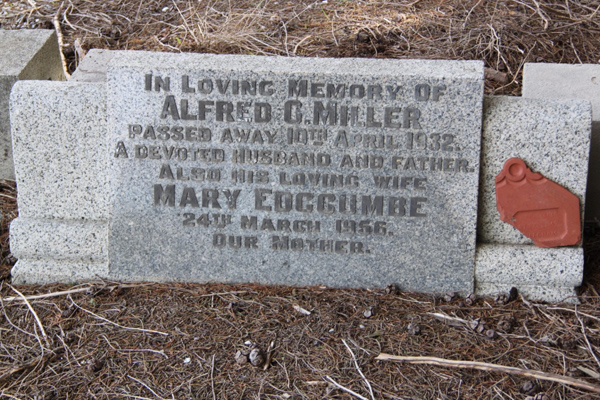 IN LOVING MEMORY OF
ALFRED G. MILLER
PASSED AWAY 10TH APRIL 1932.
A DEVOTED HUSBAND AND FATHER.
ALSO HIS LOVING WIFE
MARY EDGCUMBE
24TH MARCH 1956.
OUR MOTHER.